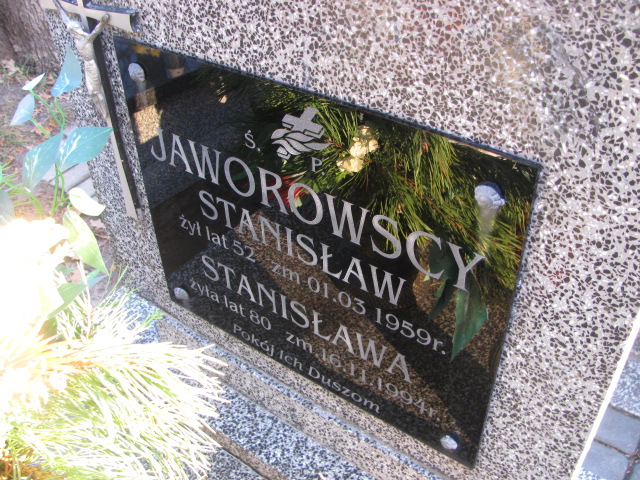 Ś. P
JAWOROWSCY
STANISŁAW
żył lat 52 zm 01.03 1959r.
STANISŁAWA
żyła lat 80 zm. 16.11 1994r.
Pokój Ich Duszom